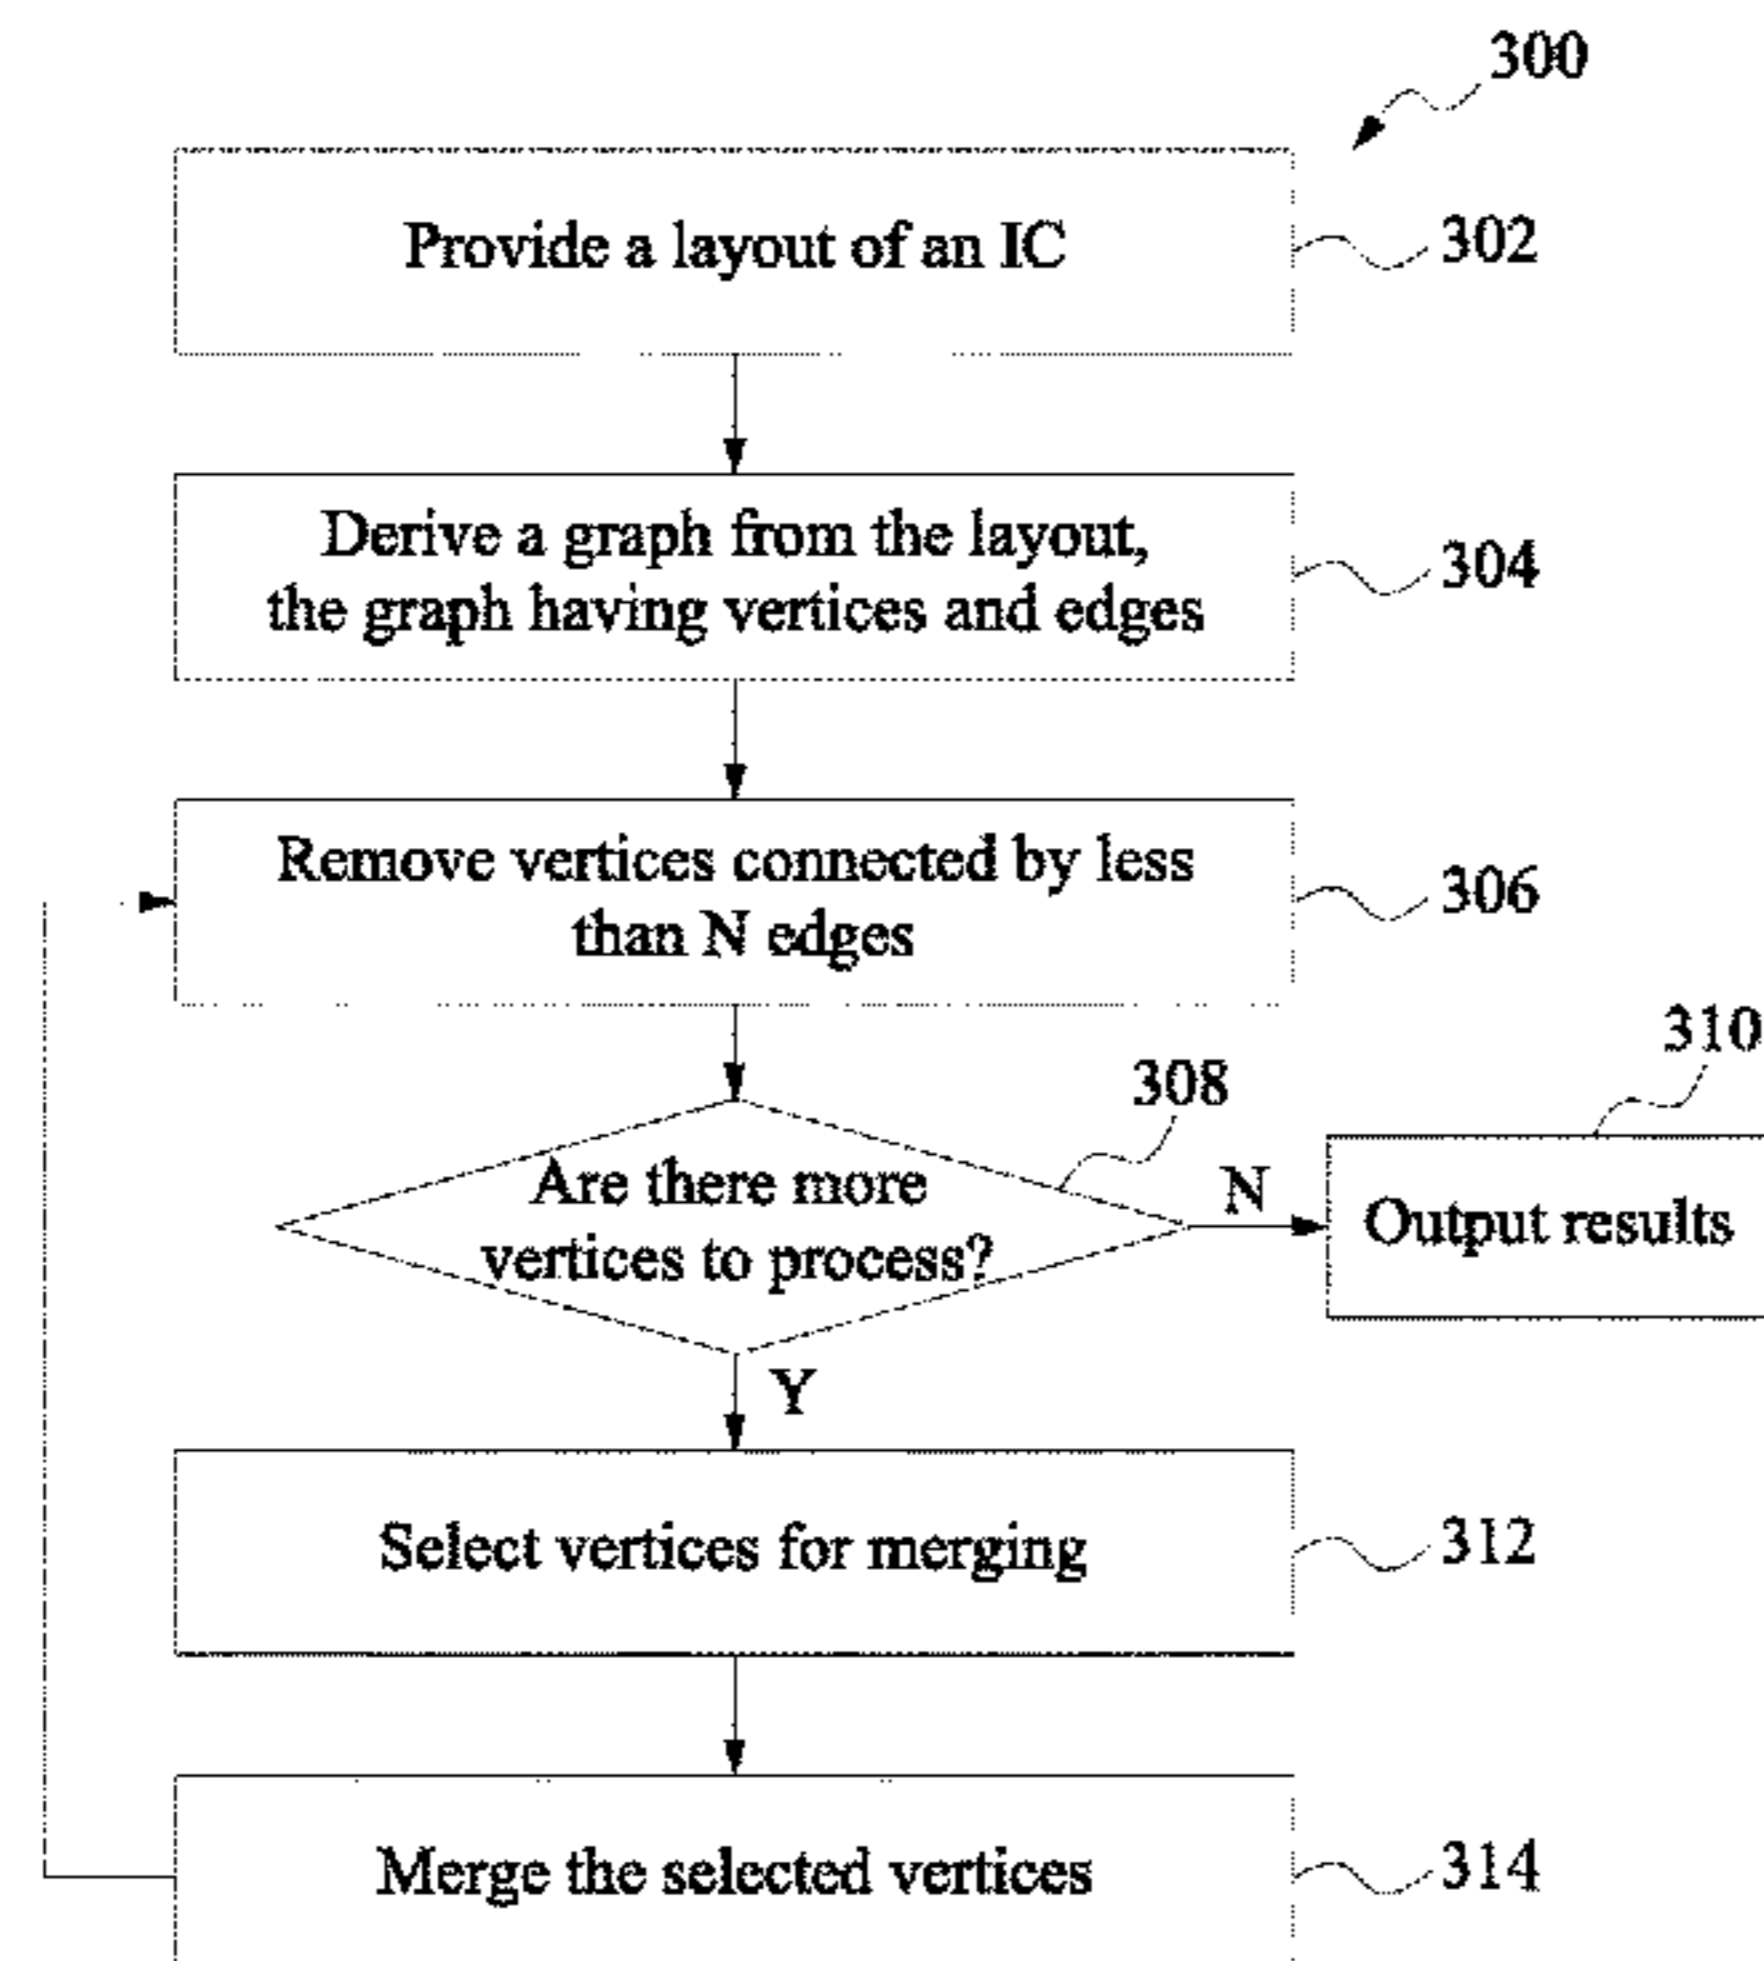 300
Provide a layout of an IC
302
Derive a graph from the layout,
the graph having vertices and edges
304
Remove vertices connected by less
than N edges
306
308
Are there more
vertices to process?
N
310
Output results
Y
Select vertices for merging
312
Merge the selected vertices
314